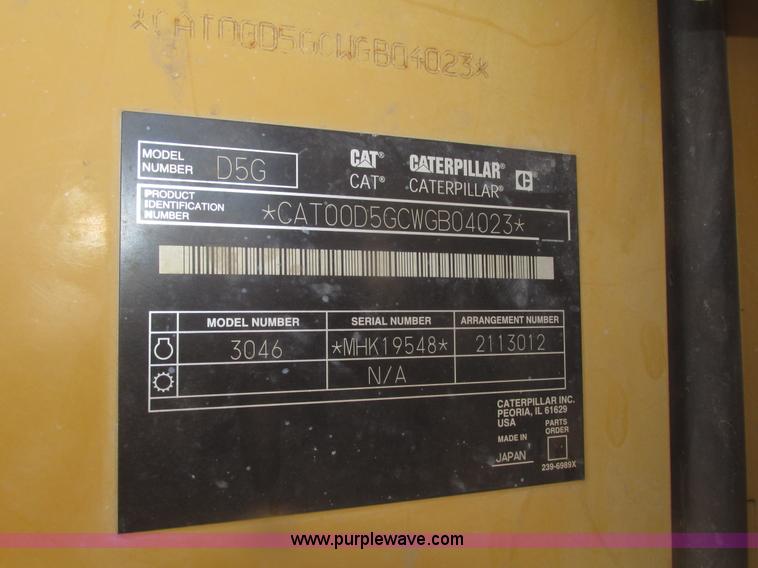 *CAT00D5GCWGB04023*
MODEL NUMBER D5G
CAT® CATERPILLAR® C
CAT® CATERPILLAR®
PRODUCT IDENTIFICATION NUMBER *CAT00D5GCWGB04023*
MODEL NUMBER SERIAL NUMBER ARRANGEMENT NUMBER
3046 *MHK19548* 2113012
N/A
CATERPILLAR INC.
PEORIA, IL 61629
USA
PARTS ORDER
MADE IN
JAPAN
239-6989X
www.purplewave.com